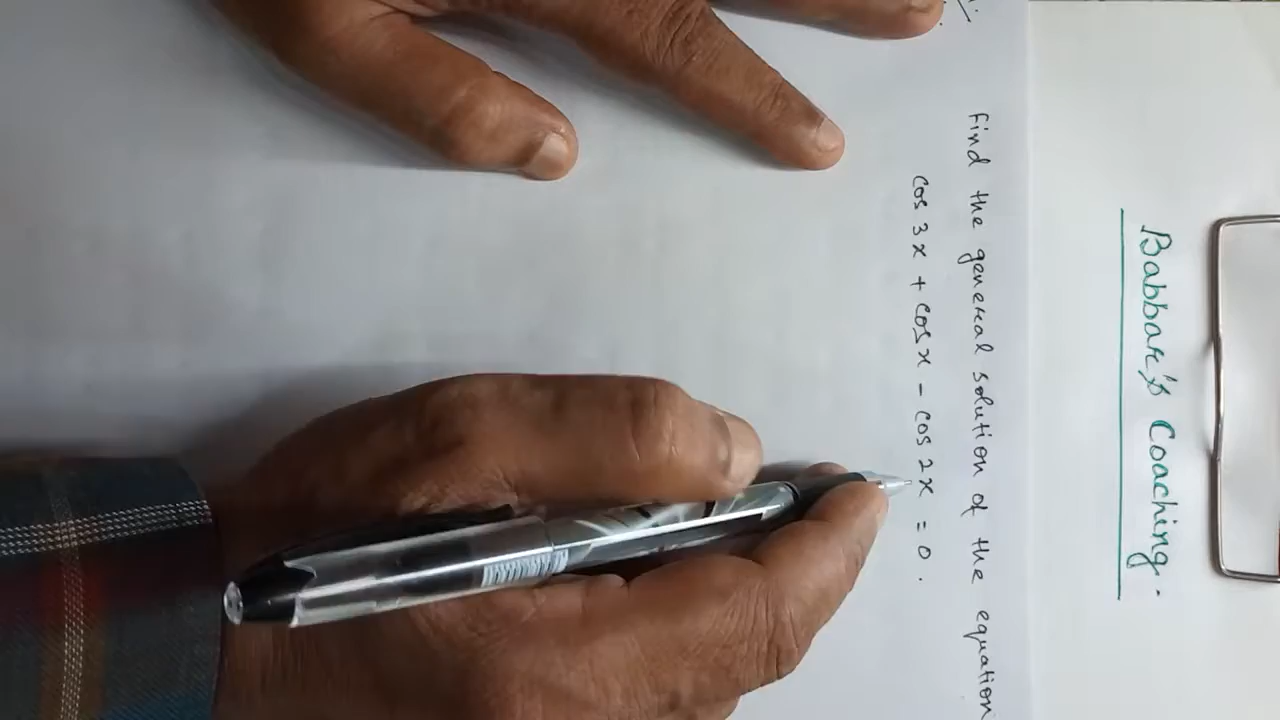 Babbar's Coaching.
Find the general solution of the equation
cos 3x + cos x - cos 2x = 0.